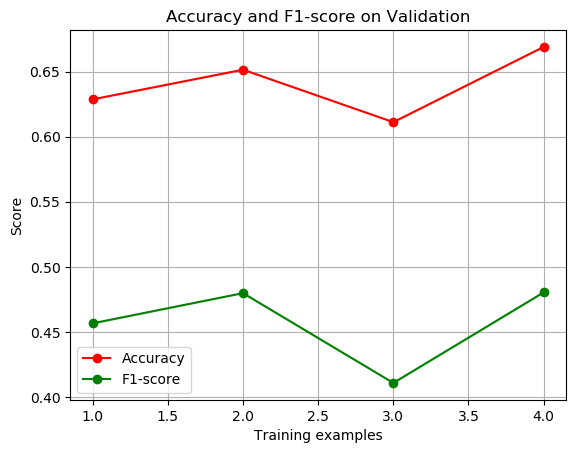 Accuracy and F1-score on Validation
Score
0.65
0.60
0.55
0.50
0.45
0.40
Accuracy
F1-score
1.0 1.5 2.0 2.5 3.0 3.5 4.0
Training examples